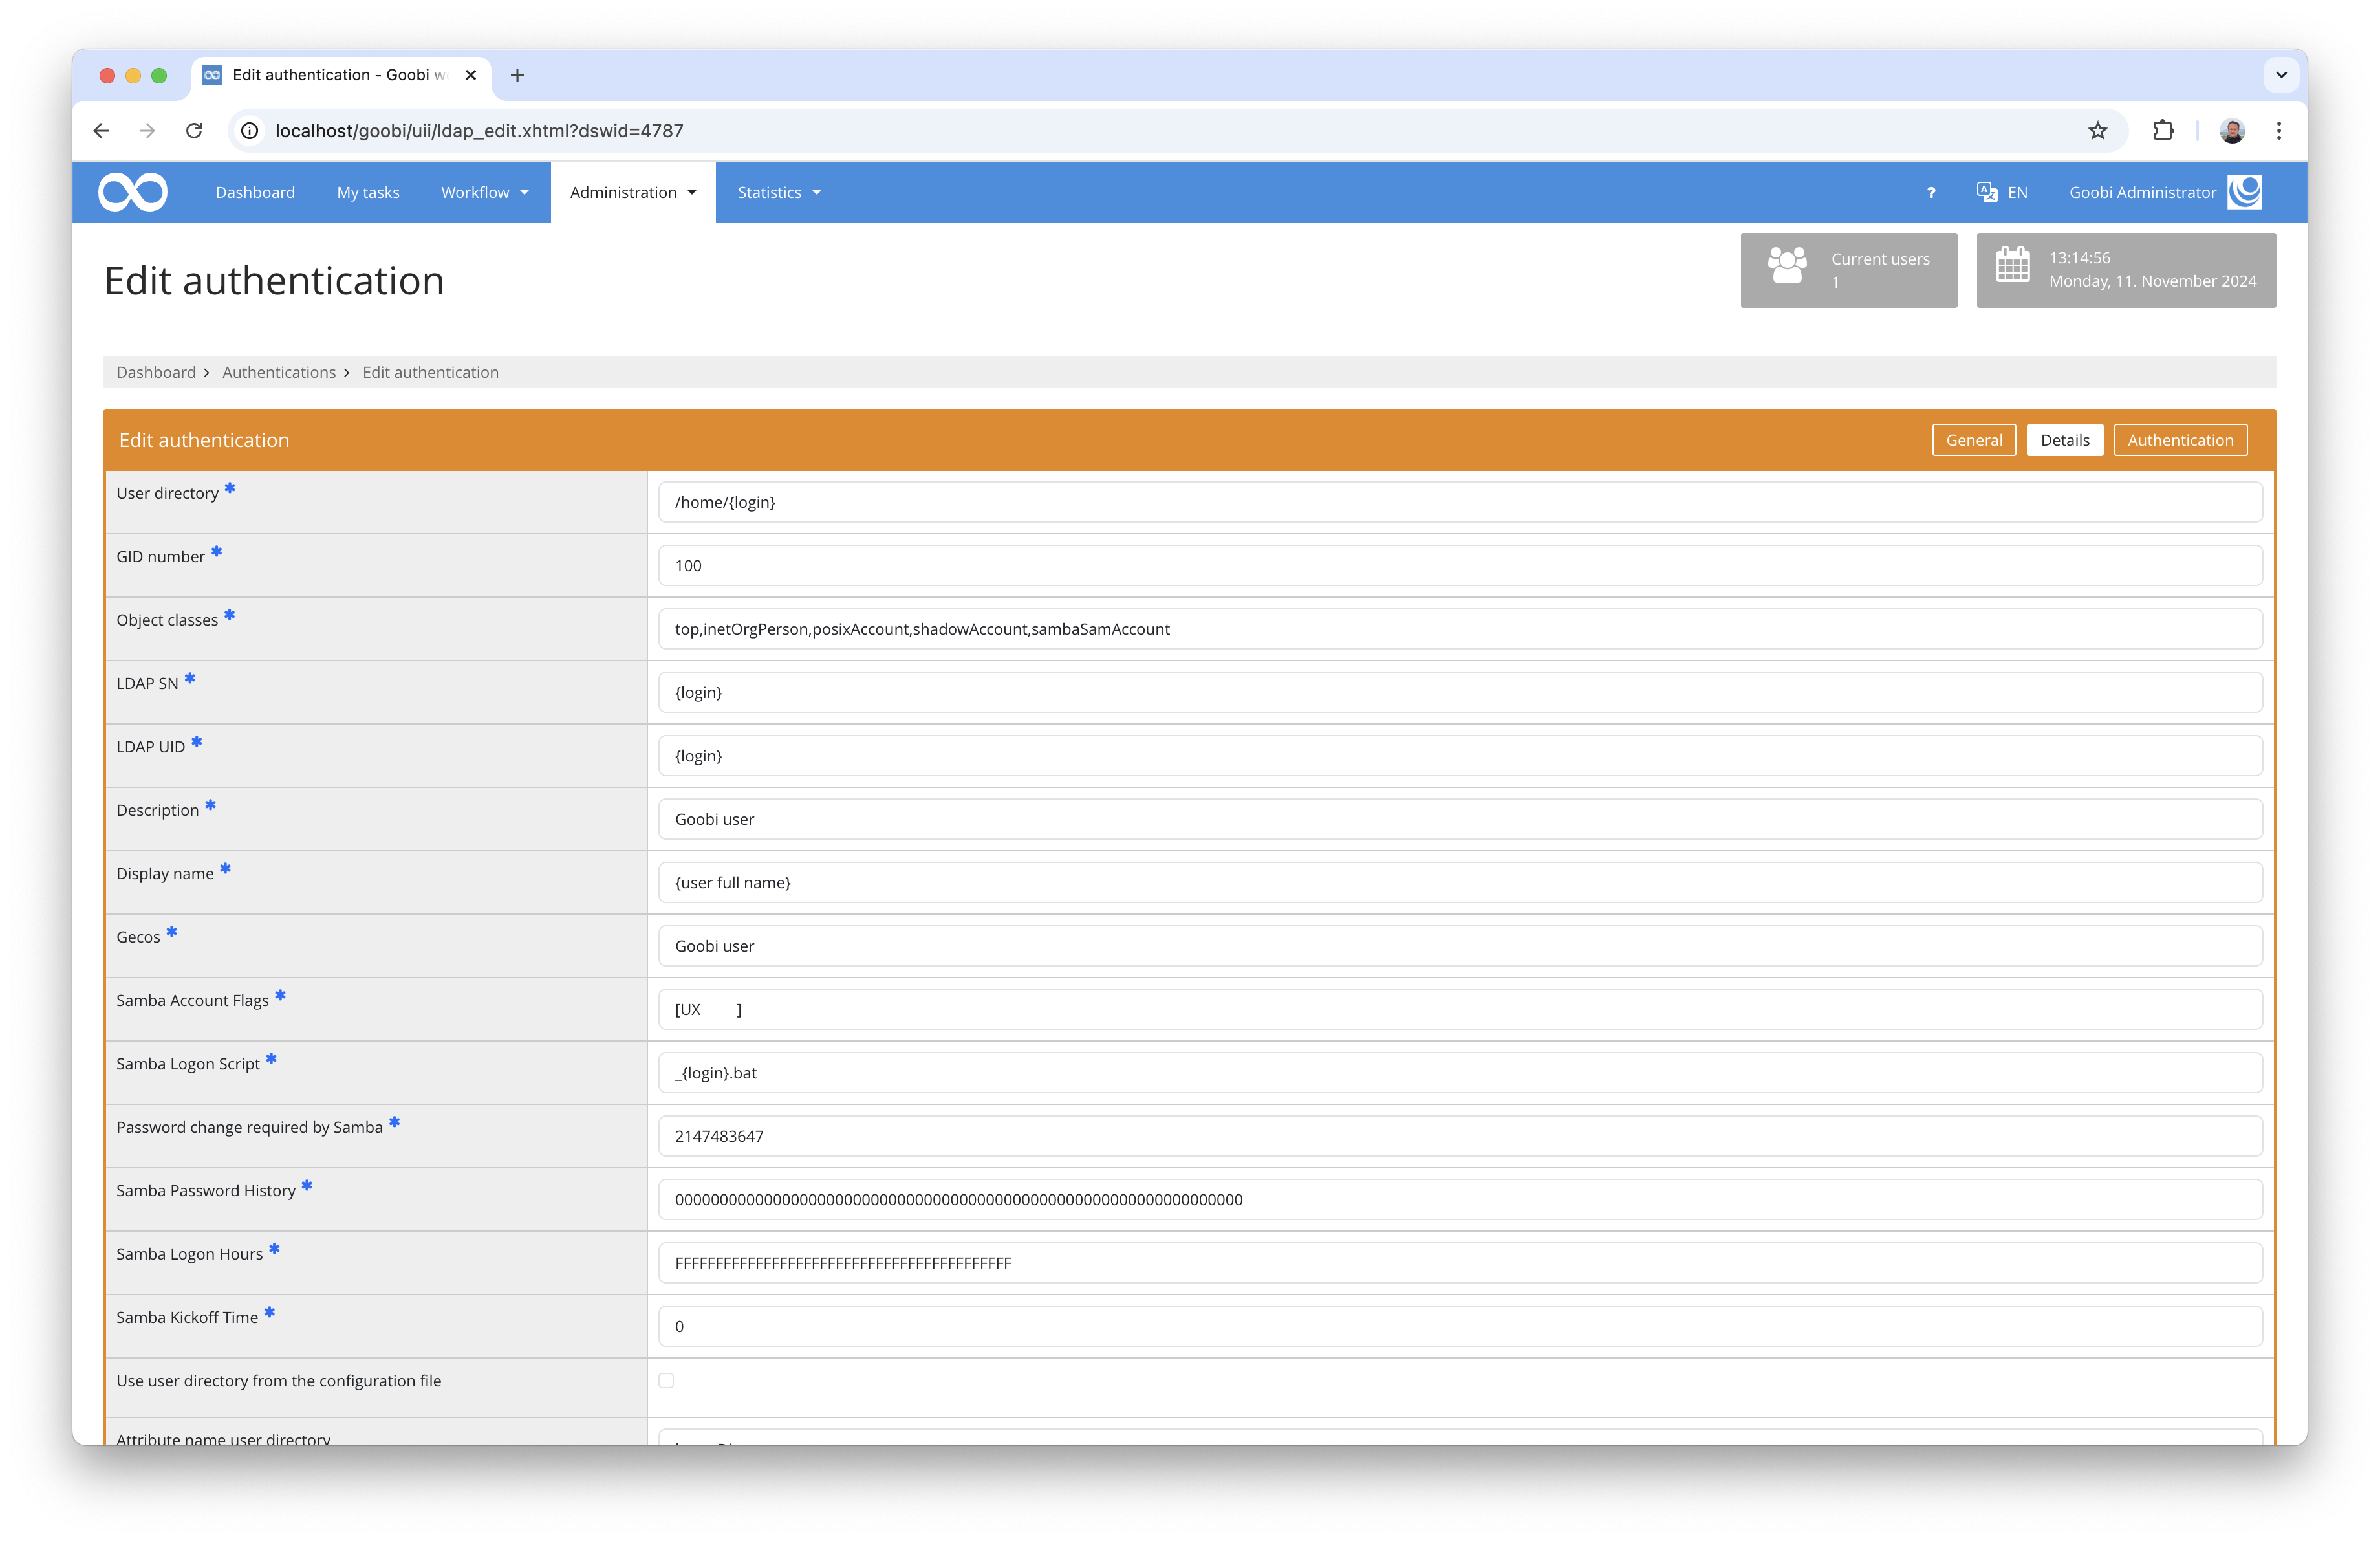 Edit authentication - Goobi w
localhost/goobi/uii/ldap_edit.xhtml?dswid=4787
Dashboard My tasks Workflow Administration Statistics ? EN Goobi Administrator
Edit authentication
Current users
1
13:14:56
Monday, 11. November 2024
Dashboard > Authentications > Edit authentication
Edit authentication General Details Authentication
User directory * /home/{login}
GID number * 100
Object classes * top,inetOrgPerson,posixAccount,shadowAccount,sambaSamAccount
LDAP SN * {login}
LDAP UID * {login}
Description * Goobi user
Display name * {user full name}
Gecos * Goobi user
Samba Account Flags * [UX        ]
Samba Logon Script * _{login}.bat
Password change required by Samba * 2147483647
Samba Password History * 0000000000000000000000000000000000000000000000000000000000000000
Samba Logon Hours * FFFFFFFFFFFFFFFFFFFFFFFFFFFFFFFFFFFFFFFFFF
Samba Kickoff Time * 0
Use user directory from the configuration file
Attribute name user directory